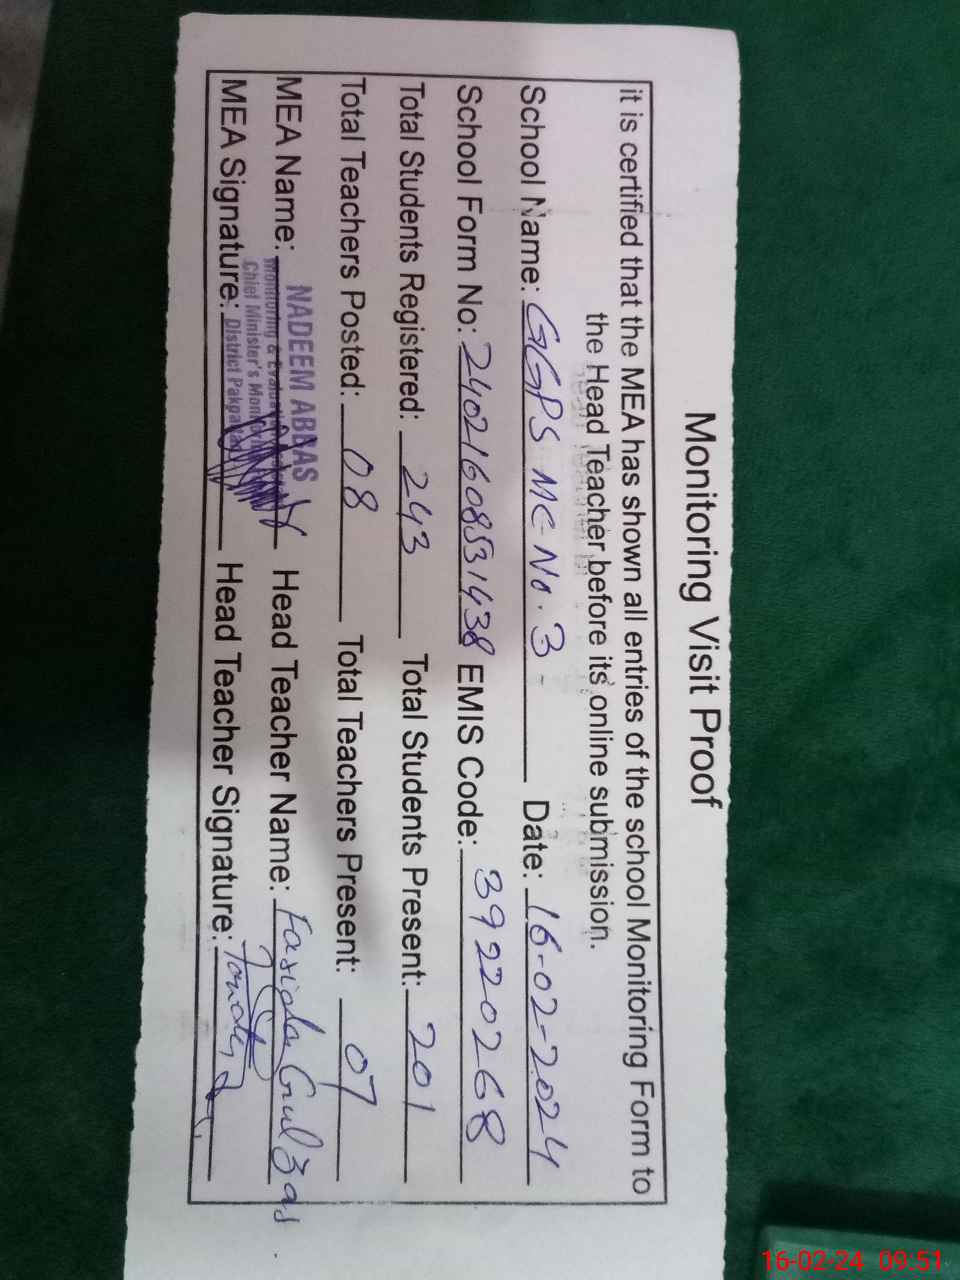 Monitoring Visit Proof
it is certified that the MEA has shown all entries of the school Monitoring Form to
the Head Teacher before its online submission.
School Name: GGPS MC No. 3 Date: 16-02-2024
School Form No: 24021608531438 EMIS Code: 39220268
Total Students Registered: 243 Total Students Present: 201
Total Teachers Posted: 08 Total Teachers Present: 07
MEA Name: NADEEM ABBAS Head Teacher Name: Gulzar
Monitoring &
Chief Minister's
MEA Signature: District Head Teacher Signature:
16-02-24 09.51